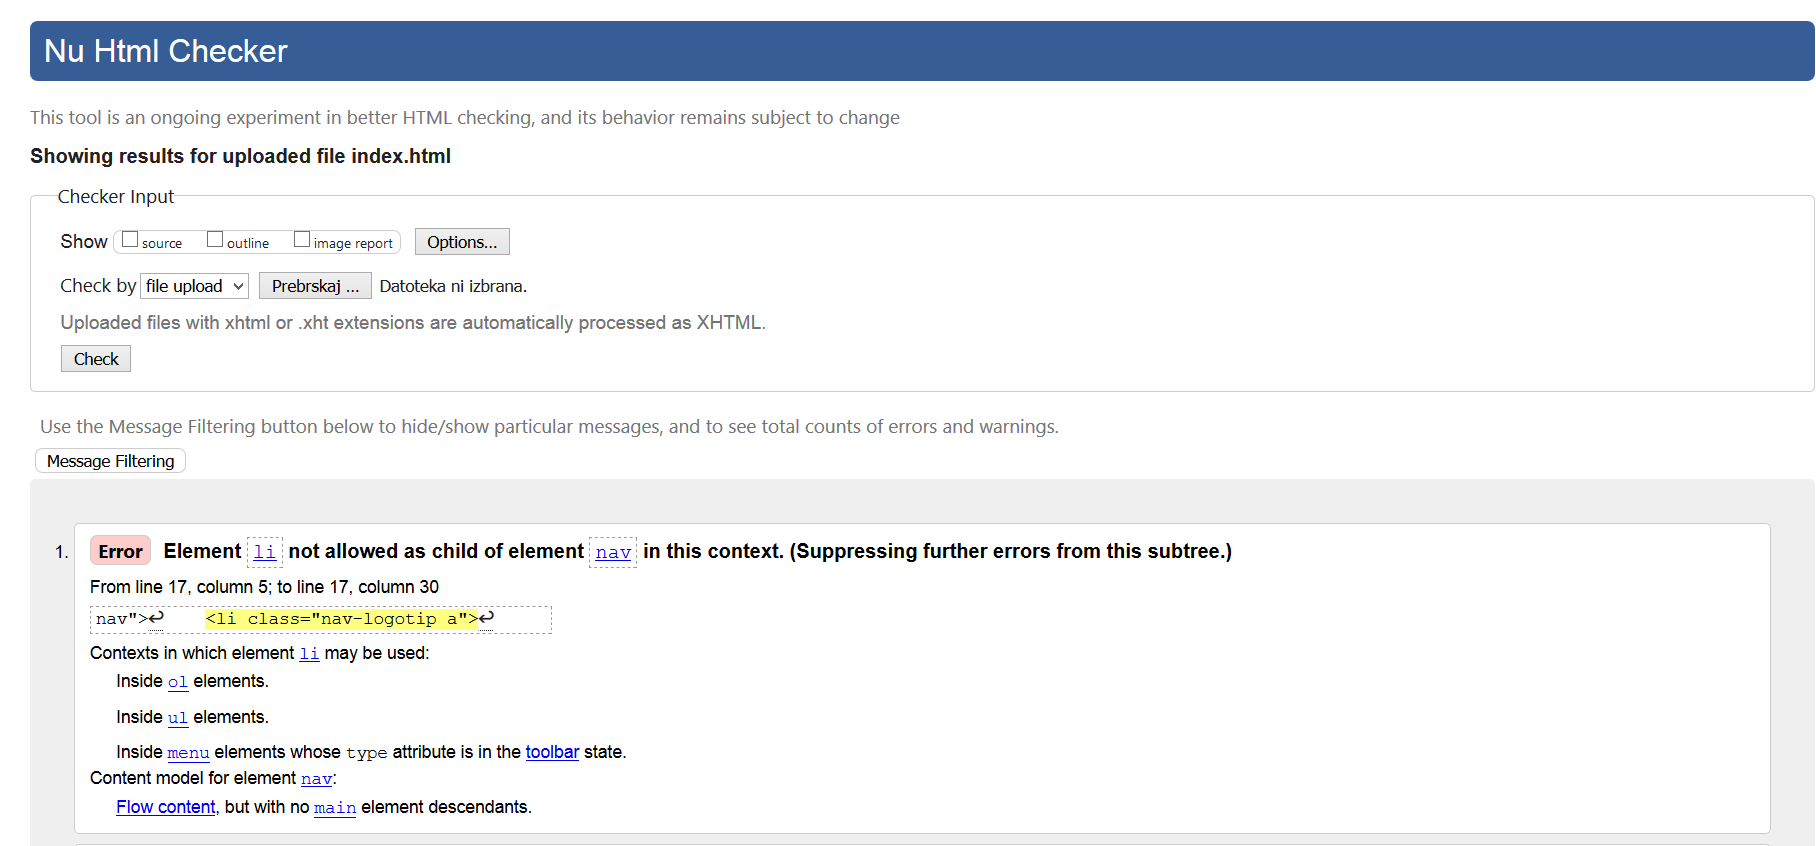 Nu Html Checker
This tool is an ongoing experiment in better HTML checking, and its behavior remains subject to change
Showing results for uploaded file index.html
Checker Input
Show source outline image report Options...
Check by file upload Prebrskaj ... Datoteka ni izbrana.
Uploaded files with xhtml or .xht extensions are automatically processed as XHTML.
Check
Use the Message Filtering button below to hide/show particular messages, and to see total counts of errors and warnings.
Message Filtering
1. Error Element li not allowed as child of element nav in this context. (Suppressing further errors from this subtree.)
From line 17, column 5; to line 17, column 30
nav">↩ <li class="nav-logotip a">↩
Contexts in which element li may be used:
Inside ol elements.
Inside ul elements.
Inside menu elements whose type attribute is in the toolbar state.
Content model for element nav:
Flow content, but with no main element descendants.